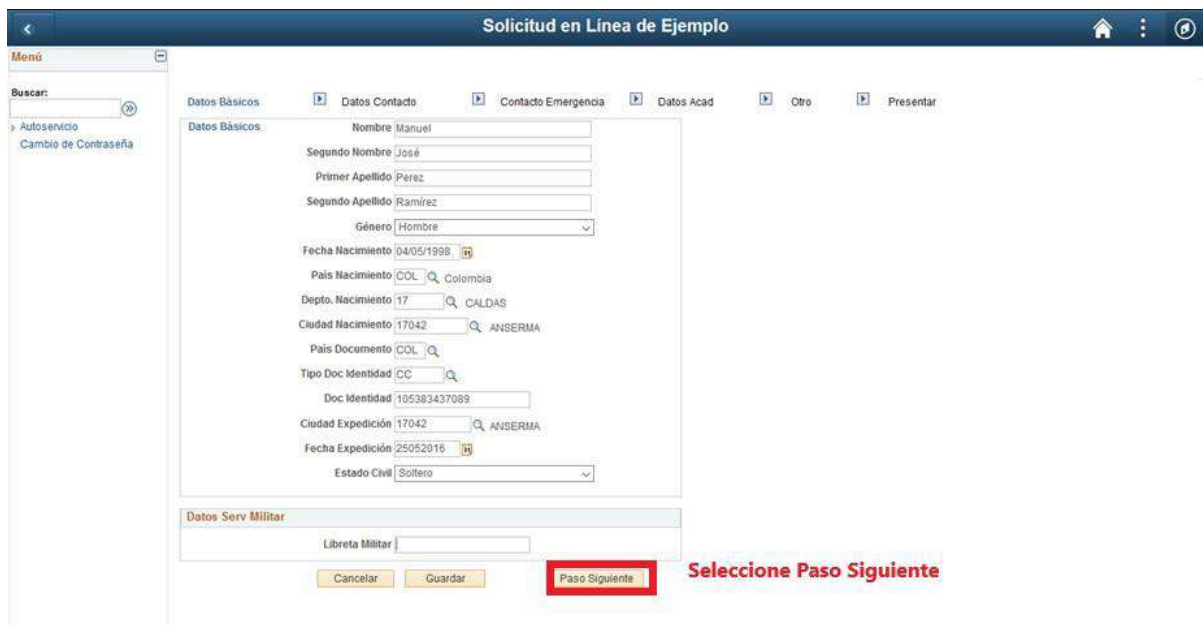 Solicitud en Línea de Ejemplo
Menú
Buscar:
Autoservicio
Cambio de Contraseña
Datos Básicos Datos Contacto Contacto Emergencia Datos Acad Otro Presentar
Datos Básicos
Nombre Manuel
Segundo Nombre José
Primer Apellido Perez
Segundo Apellido Ramírez
Género Hombre
Fecha Nacimiento 04/05/1998
País Nacimiento COL Colombia
Depto. Nacimiento 17 CALDAS
Ciudad Nacimiento 17042 ANSERMA
País Documento COL
Tipo Doc Identidad CC
Doc Identidad 105383437089
Ciudad Expedición 17042 ANSERMA
Fecha Expedición 25052016
Estado Civil Soltero
Datos Serv Militar
Libreta Militar
Cancelar Guardar Paso Siguiente Seleccione Paso Siguiente